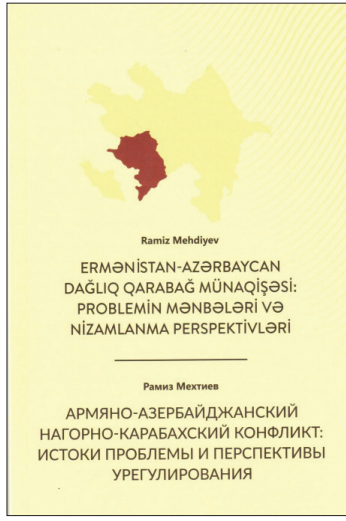 Ramiz Mehdiyev
ERMƏNİSTAN-AZƏRBAYCAN
DAĞLIQ QARABAĞ MÜNAQİŞƏSİ:
PROBLEMİN MƏNBƏLƏRİ VƏ
NİZAMLANMA PERSPEKTİVLƏRİ
Рамиз Мехтиев
АРМЯНО-АЗЕРБАЙДЖАНСКИЙ
НАГОРНО-КАРАБАХСКИЙ КОНФЛИКТ:
ИСТОКИ ПРОБЛЕМЫ И ПЕРСПЕКТИВЫ
УРЕГУЛИРОВАНИЯ